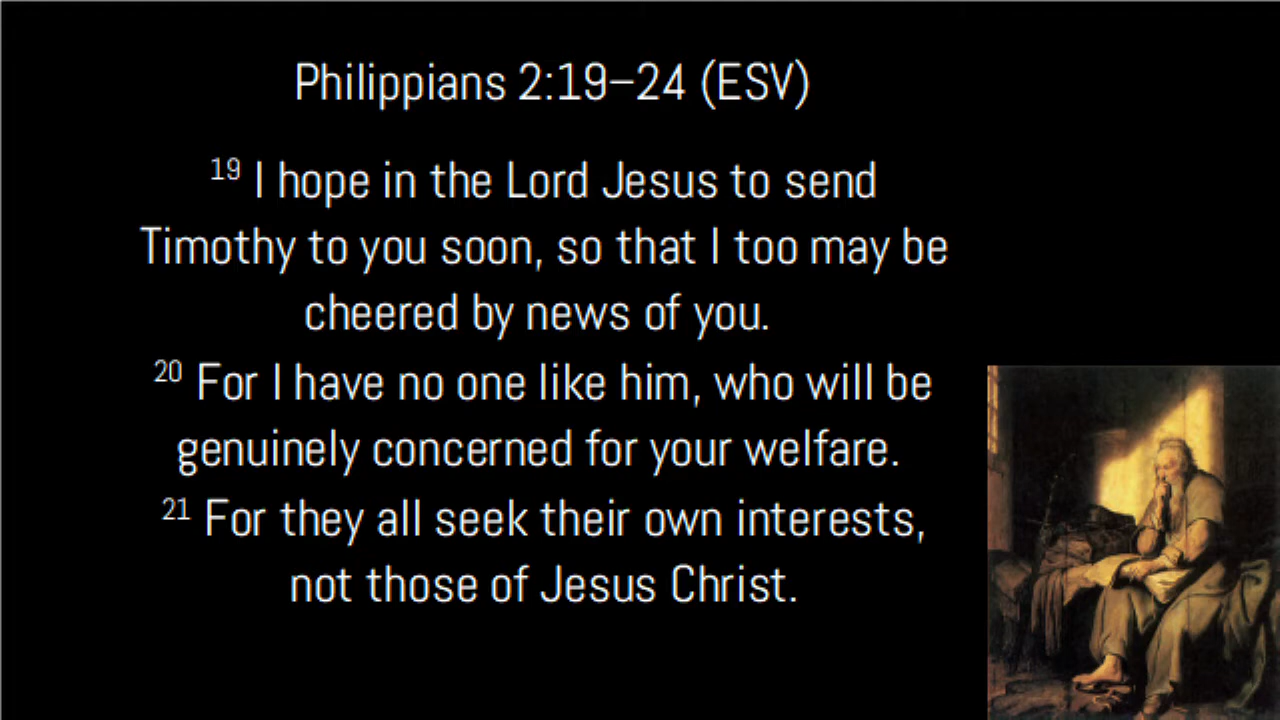 Philippians 2:19–24 (ESV)
19 I hope in the Lord Jesus to send
Timothy to you soon, so that I too may be
cheered by news of you.
20 For I have no one like him, who will be
genuinely concerned for your welfare.
21 For they all seek their own interests,
not those of Jesus Christ.